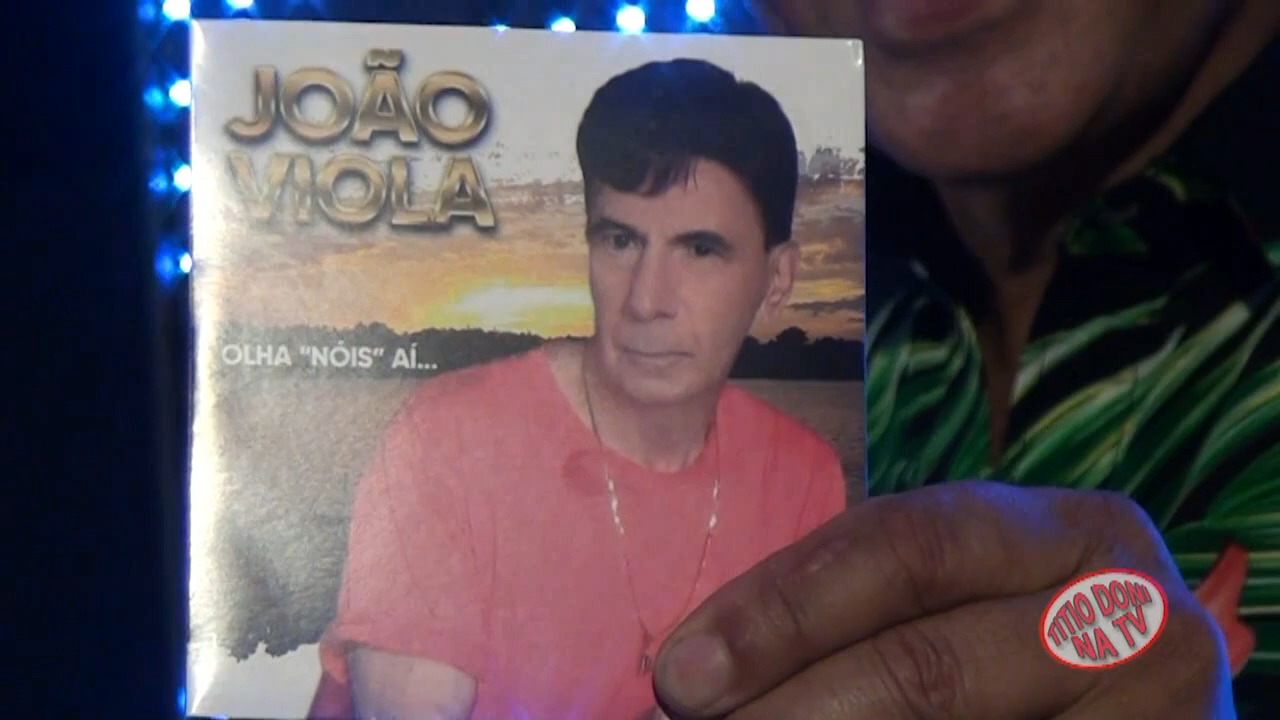 JOÃO
VIOLA
OLHA "NÓIS" AÍ...
TITIO DONI
NA TV